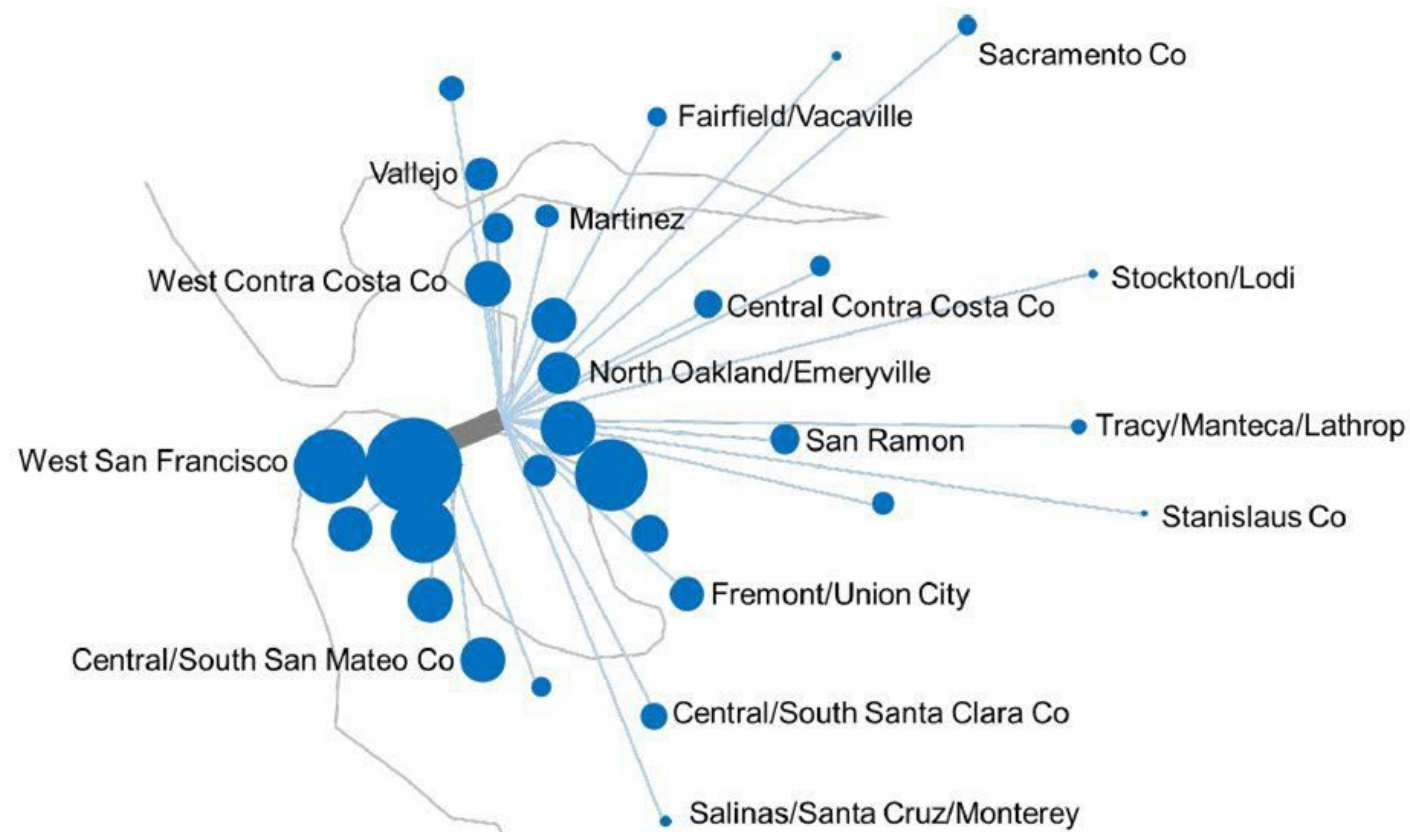 Sacramento Co
Fairfield/Vacaville
Vallejo
Martinez
West Contra Costa Co
Stockton/Lodi
Central Contra Costa Co
North Oakland/Emeryville
Tracy/Manteca/Lathrop
San Ramon
West San Francisco
Stanislaus Co
Fremont/Union City
Central/South San Mateo Co
Central/South Santa Clara Co
Salinas/Santa Cruz/Monterey